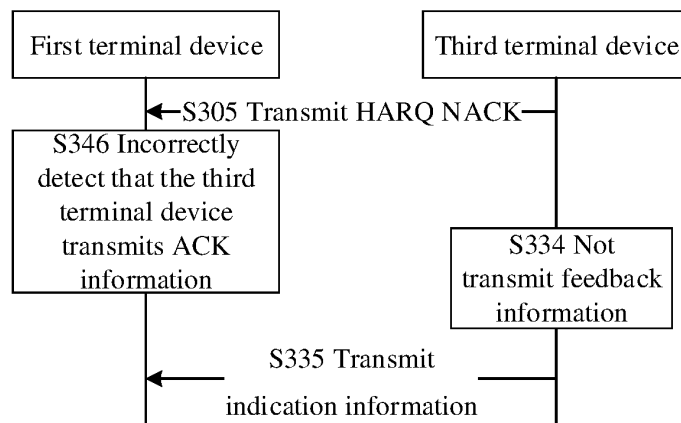 First terminal device
Third terminal device
S305 Transmit HARQ NACK
S346 Incorrectly
detect that the third
terminal device
transmits ACK
information
S334 Not
transmit feedback
information
S335 Transmit
indication information